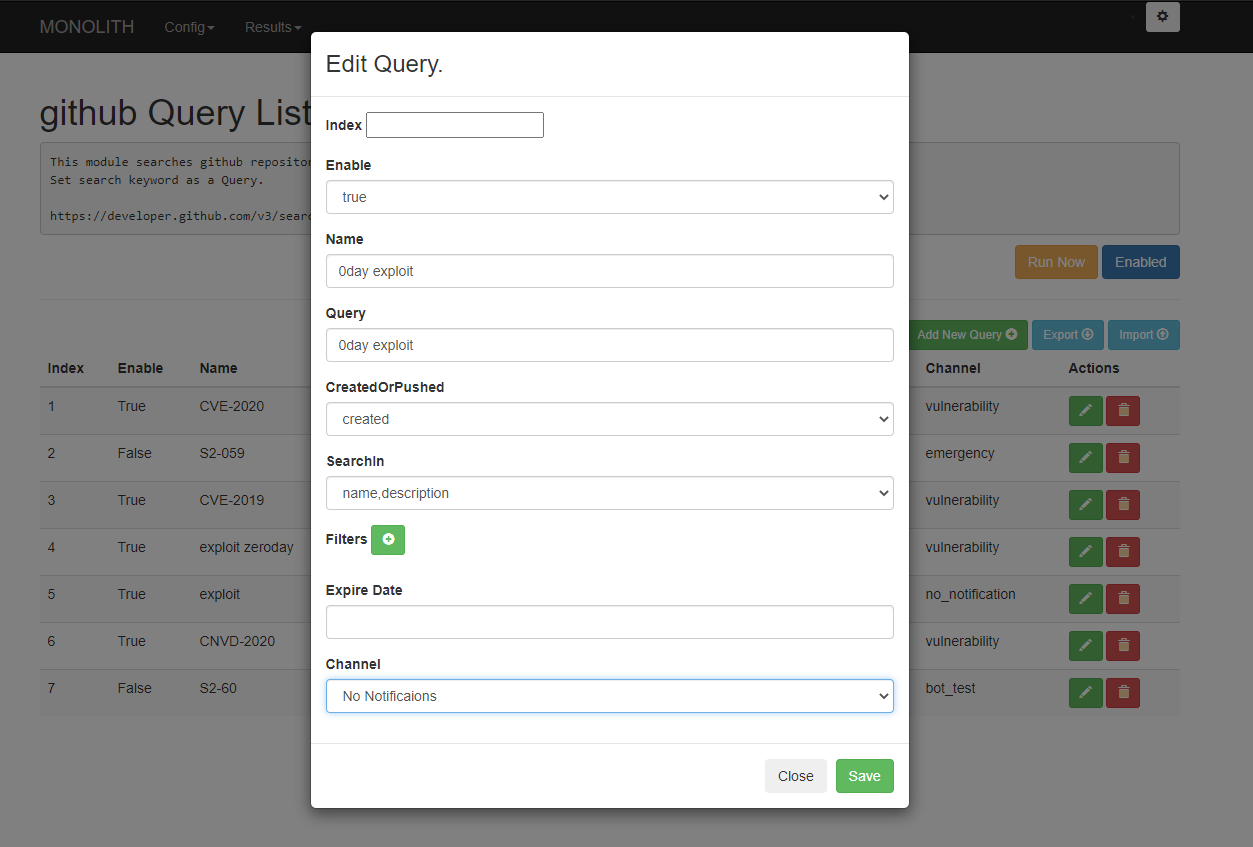 MONOLITH Config Results
Edit Query.
github Query List
This module searches github repositor
Set search keyword as a Query.
https://developer.github.com/v3/searc
Index
Enable
true
Name
0day exploit
Query
0day exploit
CreatedOrPushed
created
SearchIn
name,description
Filters
Expire Date
Channel
No Notificaions
Close Save
Run Now Enabled
Add New Query Export Import
Index Enable Name Channel Actions
1 True CVE-2020 vulnerability
2 False S2-059 emergency
3 True CVE-2019 vulnerability
4 True exploit zeroday vulnerability
5 True exploit no_notification
6 True CNVD-2020 vulnerability
7 False S2-60 bot_test